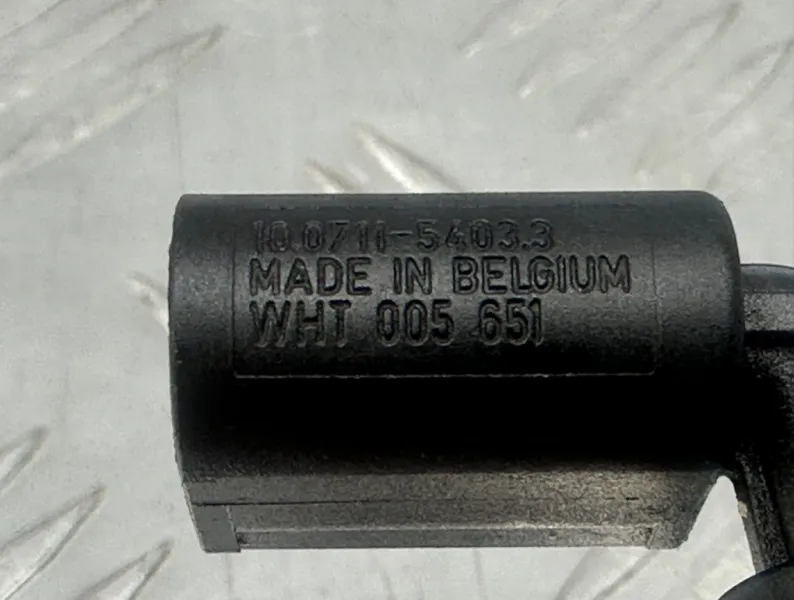 10.0711-5403.3
MADE IN BELGIUM
WHT 005 651